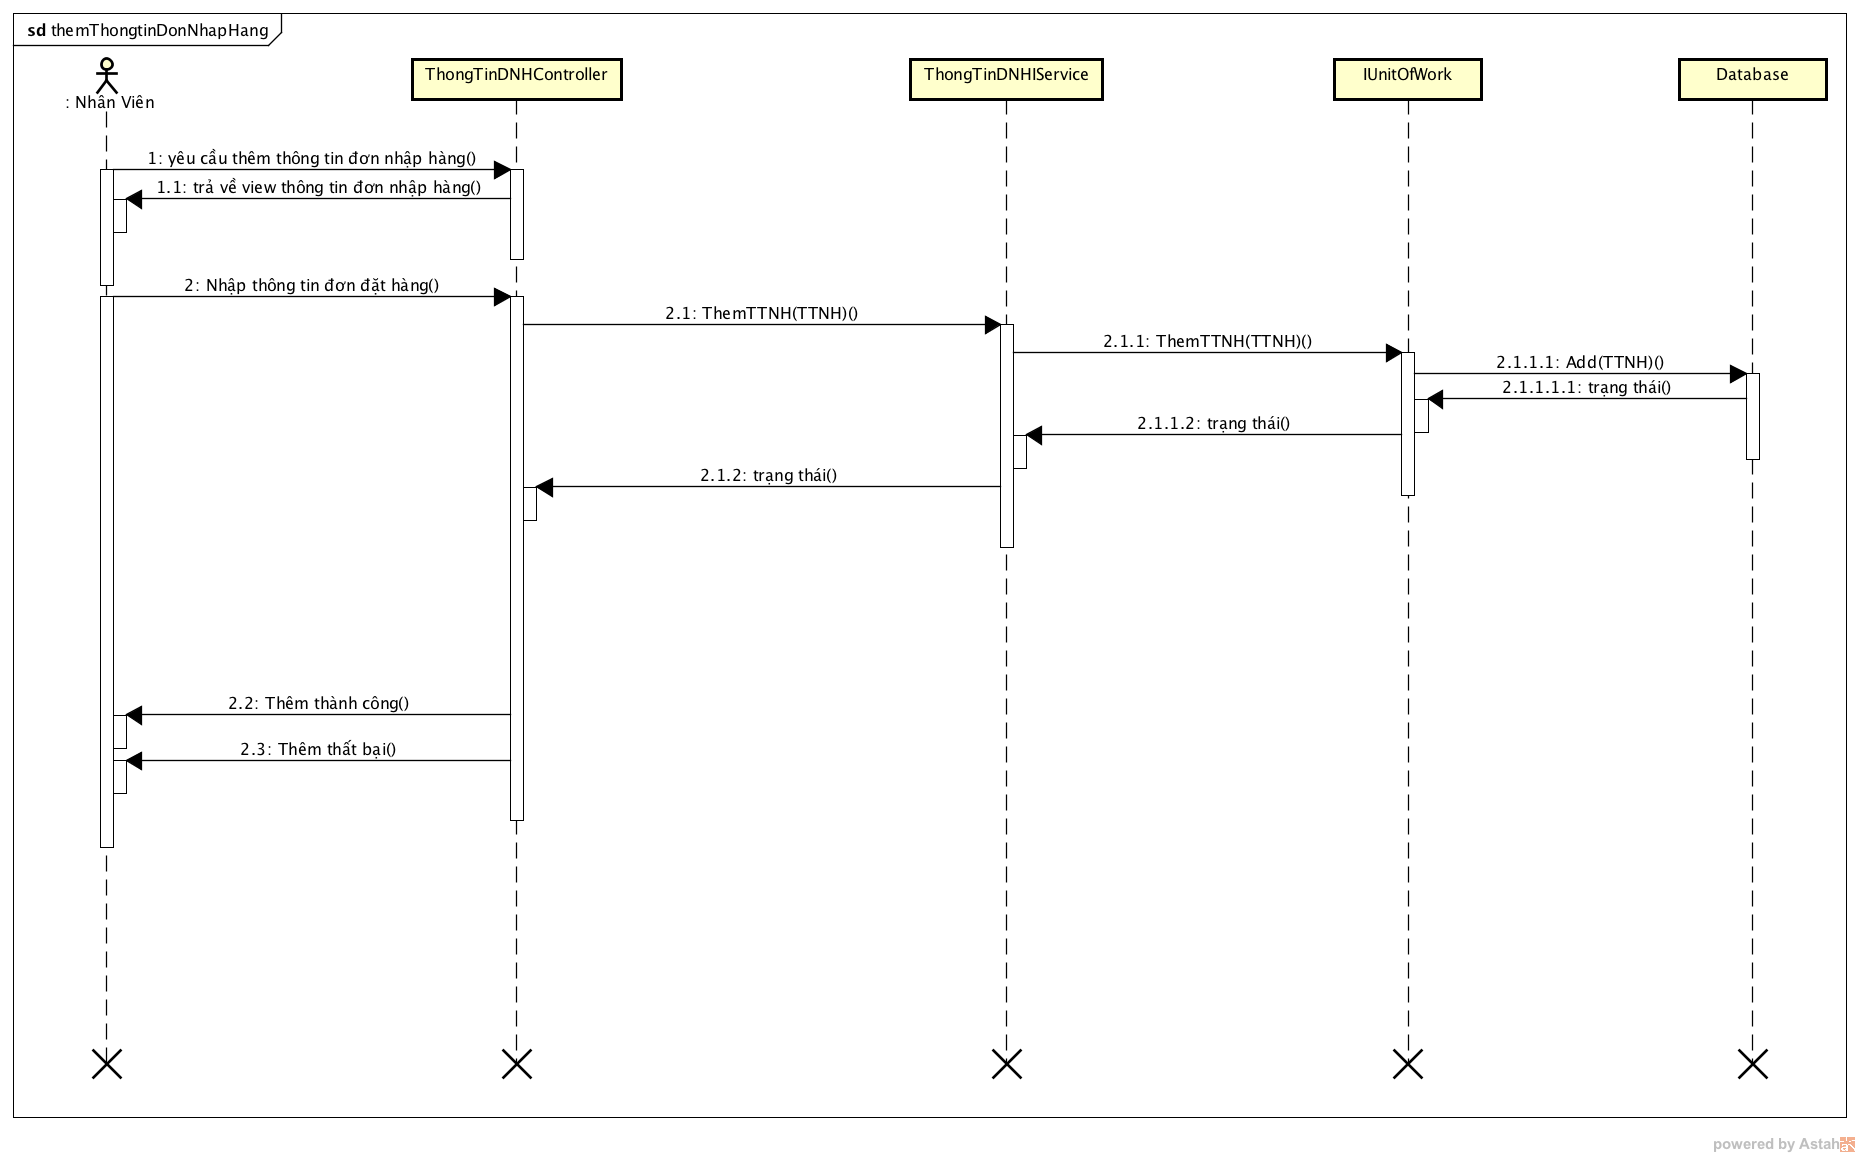 sd themThongtinDonNhapHang
: Nhân Viên
ThongTinDNHController
ThongTinDNHIService
IUnitOfWork
Database
1: yêu cầu thêm thông tin đơn nhập hàng()
1.1: trả về view thông tin đơn nhập hàng()
2: Nhập thông tin đơn đặt hàng()
2.1: ThemTTNH(TTNH)()
2.1.1: ThemTTNH(TTNH)()
2.1.1.1: Add(TTNH)()
2.1.1.1.1: trạng thái()
2.1.1.2: trạng thái()
2.1.2: trạng thái()
2.2: Thêm thành công()
2.3: Thêm thất bại()
powered by Astah